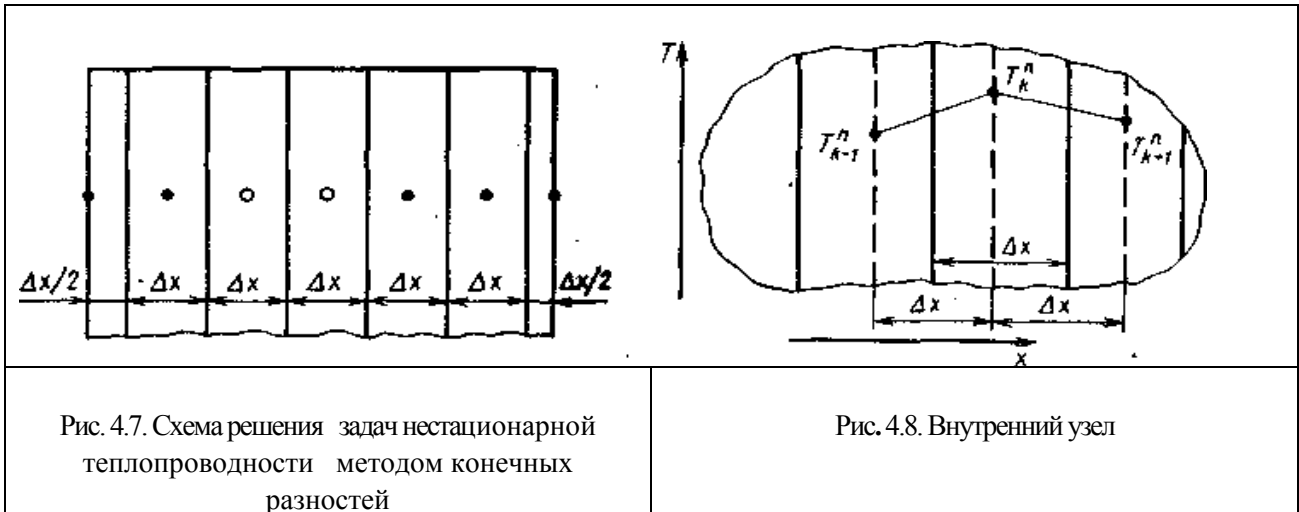 Δx/2
Δx
Δx
Δx
Δx
Δx
Δx/2
T
T_k^n
T_{k-1}^n
T_{k+1}^n
Δx
Δx
Δx
x
Рис. 4.7. Схема решения задач нестационарной
теплопроводности методом конечных
разностей
Рис. 4.8. Внутренний узел